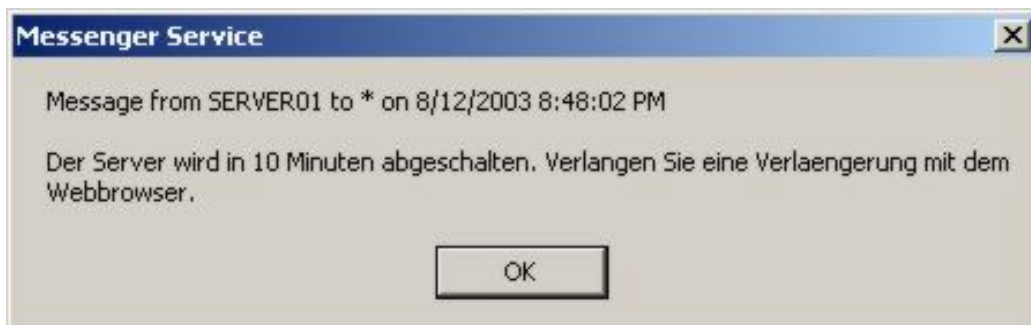 Messenger Service
Message from SERVER01 to * on 8/12/2003 8:48:02 PM
Der Server wird in 10 Minuten abgeschalten. Verlangen Sie eine Verlaengerung mit dem
Webbrowser.
OK